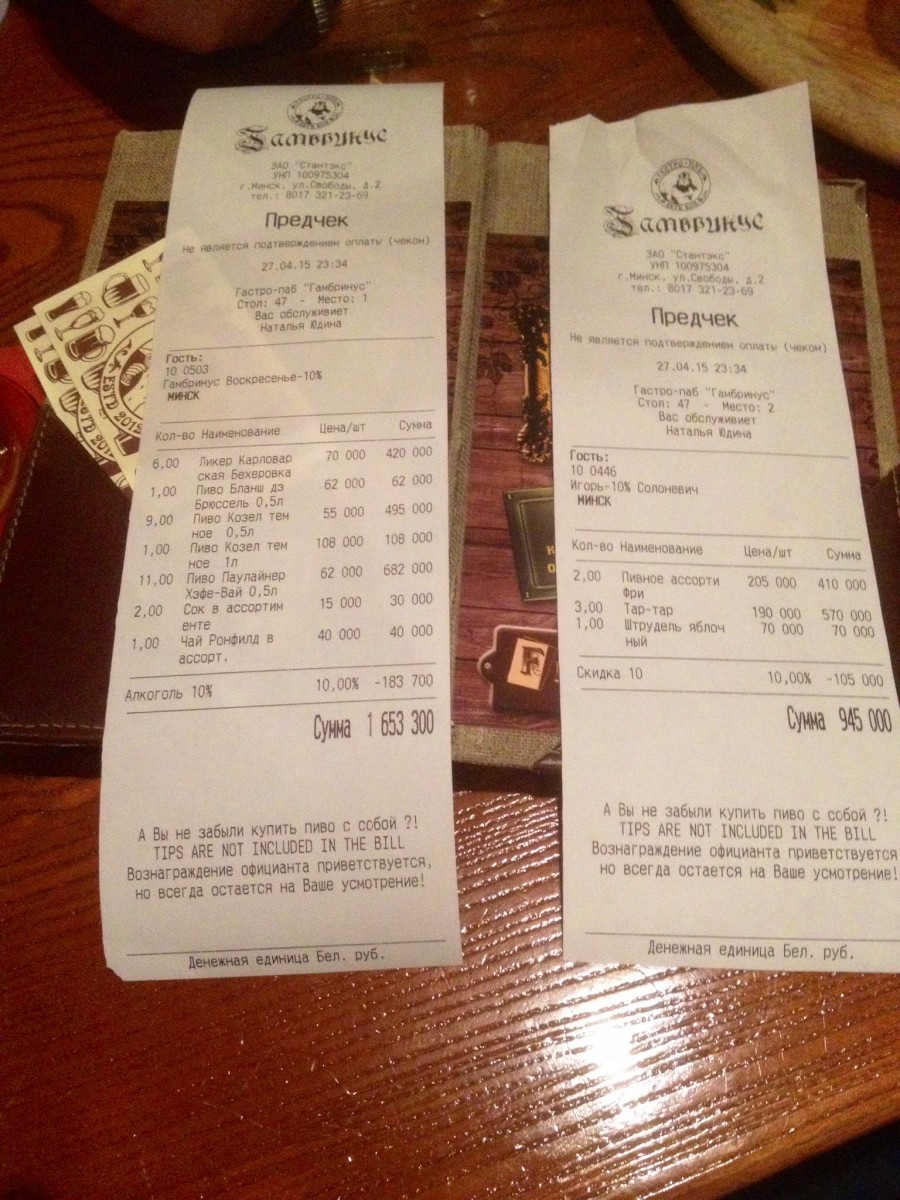 Гамбринус
ЗАО "Стантэкс"
УНП 100975304
г.Минск, ул.Свободы, д.2
тел.: 8017 321-23-69
Предчек
Не является подтверждением оплаты (чеком)
27.04.15 23:34
Гастро-паб "Гамбринус"
Стол: 47 - Место: 1
Вас обслуживает
Наталья Юдина
Гость:
10 0503
Гамбринус Воскресенье-10%
МИНСК
Кол-во Наименование Цена/шт Сумма
6,00 Ликер Карловар 70 000 420 000
ская Бехеровка
1,00 Пиво Бланш дэ 62 000 62 000
Брюссель 0,5л
9,00 Пиво Козел тем 55 000 495 000
ное 0,5л
1,00 Пиво Козел тем 108 000 108 000
ное 1л
11,00 Пиво Паулайнер 62 000 682 000
Хэфе-Вай 0,5л
2,00 Сок в ассортим 15 000 30 000
енте
1,00 Чай Ронфилд в 40 000 40 000
ассорт.
Алкоголь 10% 10,00% -183 700
Сумма 1 653 300
А Вы не забыли купить пиво с собой ?!
TIPS ARE NOT INCLUDED IN THE BILL
Вознаграждение официанта приветствуется,
но всегда остается на Ваше усмотрение!
Денежная единица Бел. руб.
Гамбринус
ЗАО "Стантэкс"
УНП 100975304
г.Минск, ул.Свободы, д.2
тел.: 8017 321-23-69
Предчек
Не является подтверждением оплаты (чеком)
27.04.15 23:34
Гастро-паб "Гамбринус"
Стол: 47 - Место: 2
Вас обслуживает
Наталья Юдина
Гость:
10 0446
Игорь-10% Солоневич
МИНСК
Кол-во Наименование Цена/шт Сумма
2,00 Пивное ассорти 205 000 410 000
фри
3,00 Тар-тар 190 000 570 000
1,00 Штрудель яблоч 70 000 70 000
ный
Скидка 10 10,00% -105 000
Сумма 945 000
А Вы не забыли купить пиво с собой ?!
TIPS ARE NOT INCLUDED IN THE BILL
Вознаграждение официанта приветствуется
но всегда остается на Ваше усмотрение!
Денежная единица Бел. руб.
ESTD 2015